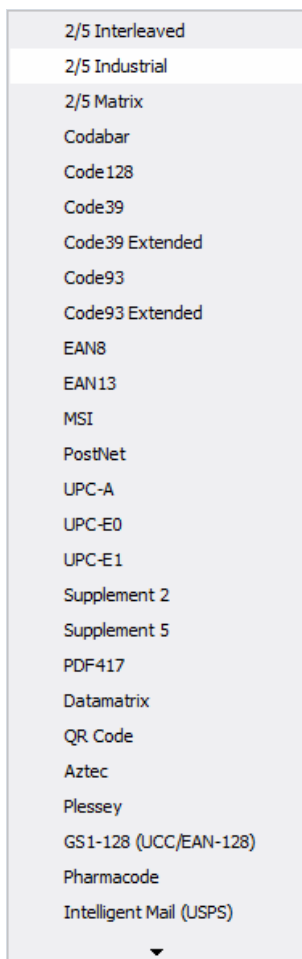 2/5 Interleaved
2/5 Industrial
2/5 Matrix
Codabar
Code128
Code39
Code39 Extended
Code93
Code93 Extended
EAN8
EAN13
MSI
PostNet
UPC-A
UPC-E0
UPC-E1
Supplement 2
Supplement 5
PDF417
Datamatrix
QR Code
Aztec
Plessey
GS1-128 (UCC/EAN-128)
Pharmacode
Intelligent Mail (USPS)